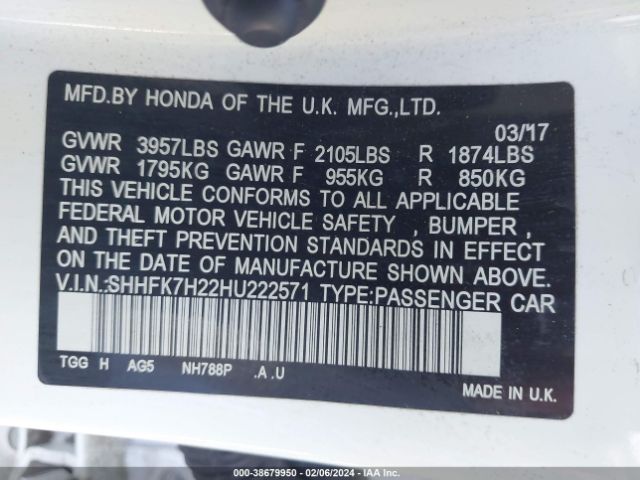 MFD.BY HONDA OF THE U.K. MFG.,LTD.
03/17
GVWR 3957LBS GAWR F 2105LBS R 1874LBS
GVWR 1795KG GAWR F 955KG R 850KG
THIS VEHICLE CONFORMS TO ALL APPLICABLE
FEDERAL MOTOR VEHICLE SAFETY , BUMPER ,
AND THEFT PREVENTION STANDARDS IN EFFECT
ON THE DATE OF MANUFACTURE SHOWN ABOVE.
V.I.N.:SHHFK7H22HU222571 TYPE:PASSENGER CAR
TGG H AG5 NH788P .A .U
MADE IN U.K.
000-38679950 | 02/06/2024 - IAA Inc.